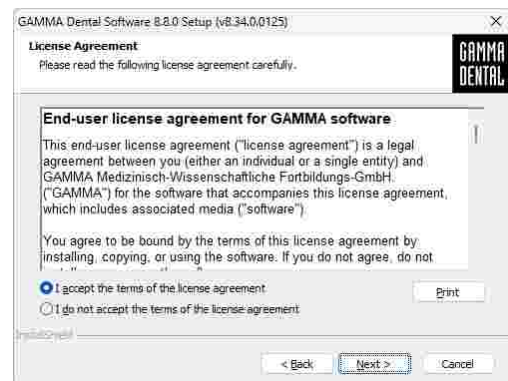 GAMMA Dental Software 8.8.0 Setup (v8.34.0.0125)
License Agreement
Please read the following license agreement carefully.
GAMMA
DENTAL
End-user license agreement for GAMMA software
This end-user license agreement ("license agreement") is a legal
agreement between you (either an individual or a single entity) and
GAMMA Medizinisch-Wissenschaftliche Fortbildungs-GmbH.
("GAMMA") for the software that accompanies this license agreement,
which includes associated media ("software").
You agree to be bound by the terms of this license agreement by
installing, copying, or using the software. If you do not agree, do not
I accept the terms of the license agreement
Print
I do not accept the terms of the license agreement
InstallShield
< Back
Next >
Cancel